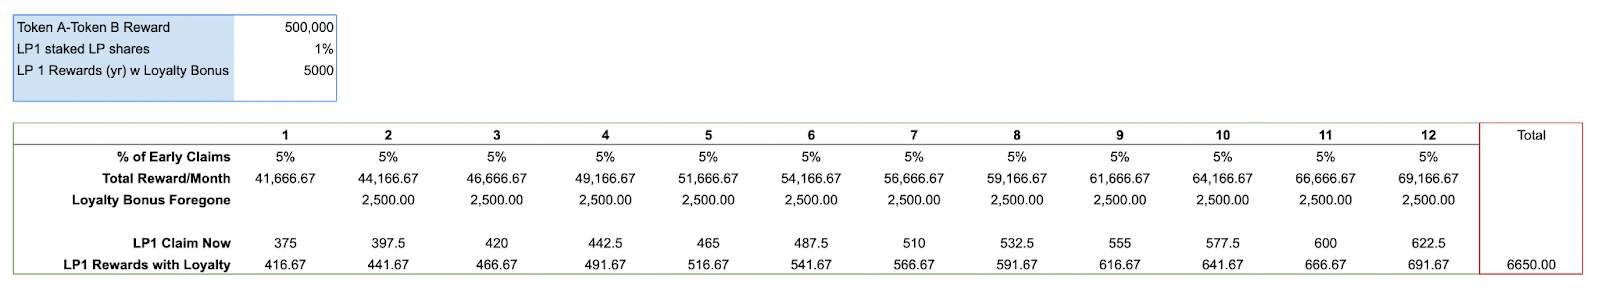 Token A-Token B Reward 500,000
LP1 staked LP shares 1%
LP 1 Rewards (yr) w Loyalty Bonus 5000
1 2 3 4 5 6 7 8 9 10 11 12 Total
% of Early Claims 5% 5% 5% 5% 5% 5% 5% 5% 5% 5% 5% 5%
Total Reward/Month 41,666.67 44,166.67 46,666.67 49,166.67 51,666.67 54,166.67 56,666.67 59,166.67 61,666.67 64,166.67 66,666.67 69,166.67
Loyalty Bonus Foregone 2,500.00 2,500.00 2,500.00 2,500.00 2,500.00 2,500.00 2,500.00 2,500.00 2,500.00 2,500.00 2,500.00
LP1 Claim Now 375 397.5 420 442.5 465 487.5 510 532.5 555 577.5 600 622.5
LP1 Rewards with Loyalty 416.67 441.67 466.67 491.67 516.67 541.67 566.67 591.67 616.67 641.67 666.67 691.67 6650.00